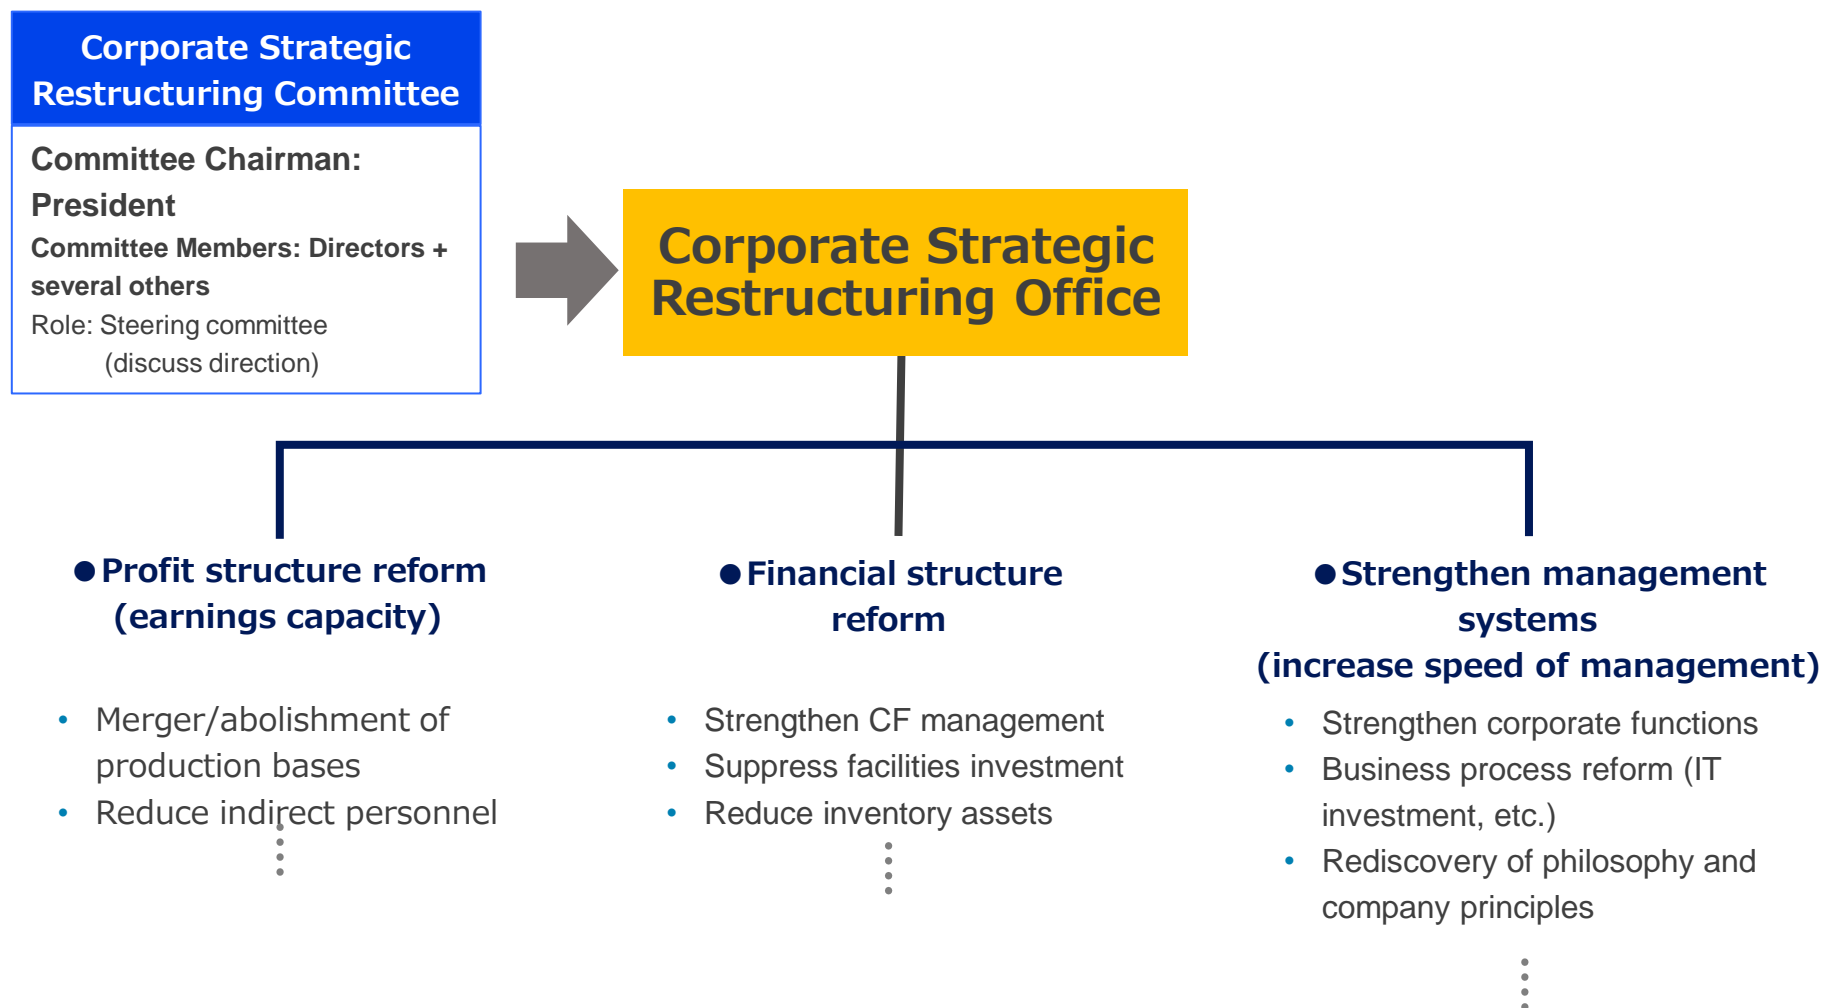 Corporate Strategic
Restructuring Committee
Committee Chairman:
President
Committee Members: Directors +
several others
Role: Steering committee
(discuss direction)
Corporate Strategic
Restructuring Office
●Profit structure reform
(earnings capacity)
• Merger/abolishment of
production bases
• Reduce indirect personnel
●Financial structure
reform
• Strengthen CF management
• Suppress facilities investment
• Reduce inventory assets
●Strengthen management
systems
(increase speed of management)
• Strengthen corporate functions
• Business process reform (IT
investment, etc.)
• Rediscovery of philosophy and
company principles